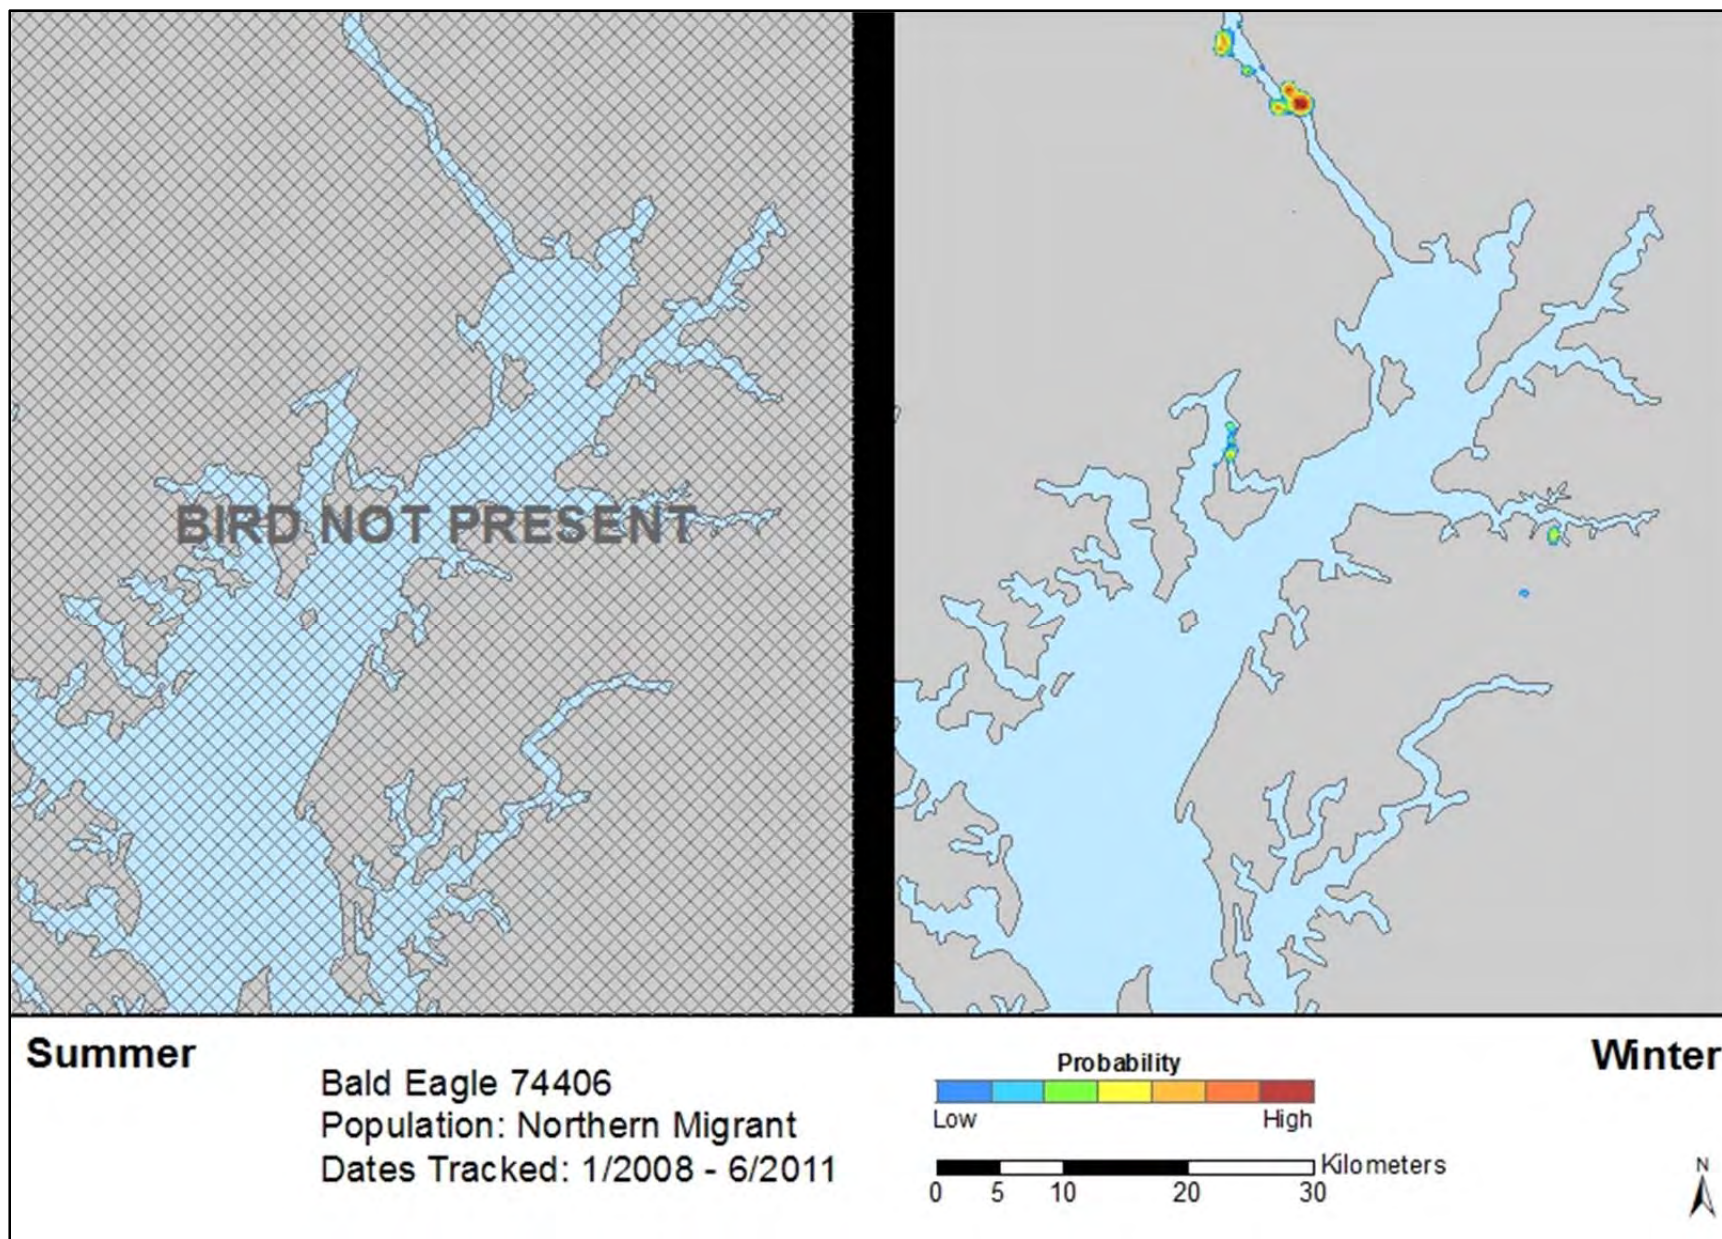 BIRD NOT PRESENT
Summer
Winter
Bald Eagle 74406
Population: Northern Migrant
Dates Tracked: 1/2008 - 6/2011
Probability
Low High
Kilometers
0 5 10 20 30
N